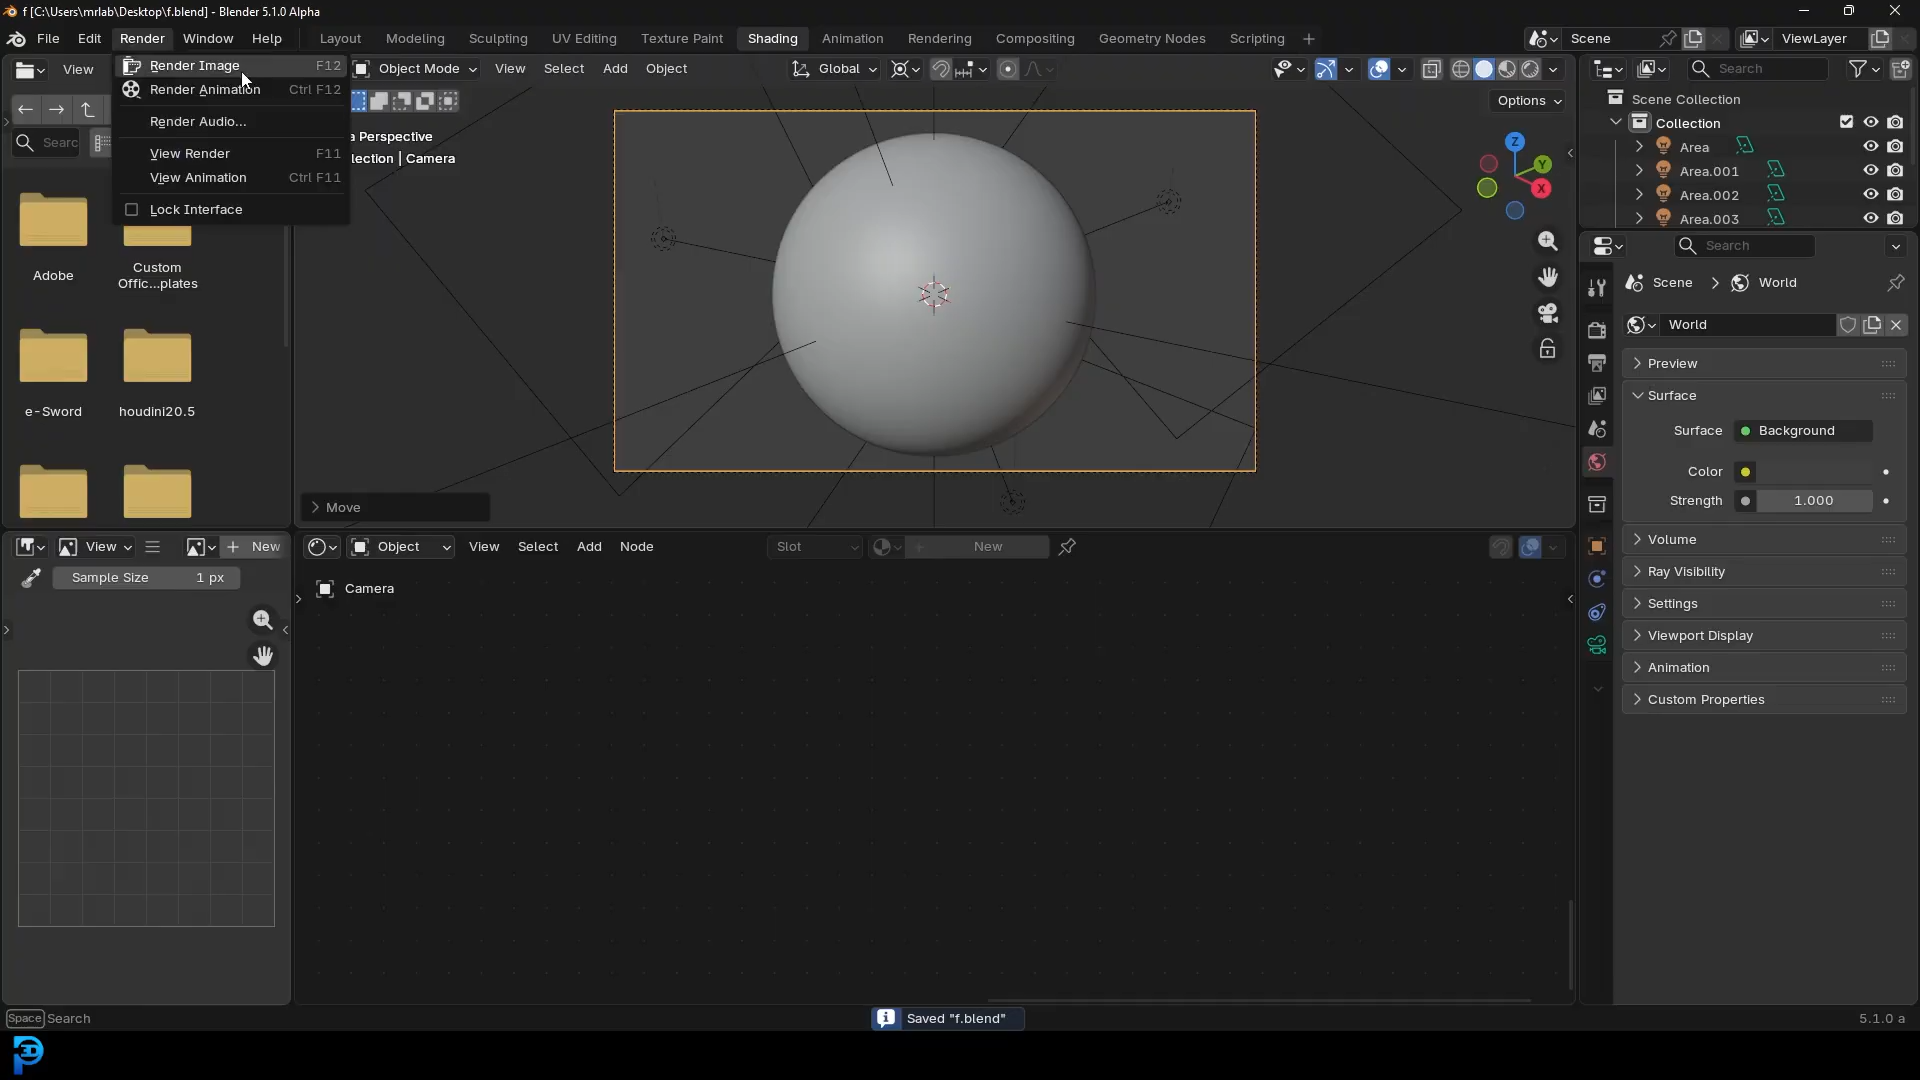 f [C:\Users\mrlab\Desktop\f.blend] - Blender 5.1.0 Alpha
File Edit Render Window Help Layout Modeling Sculpting UV Editing Texture Paint Shading Animation Rendering Compositing Geometry Nodes Scripting + Scene ViewLayer
View
Render Image F12
Render Animation Ctrl F12
Render Audio...
View Render F11
View Animation Ctrl F11
Lock Interface
Object Mode View Select Add Object Global
Options
a Perspective
lection | Camera
Z
Y
X
Searc
Adobe
Custom
Offic...plates
e-Sword
houdini20.5
Move
Search
Scene Collection
Collection
Area
Area.001
Area.002
Area.003
Search
Scene > World
World
Preview
Surface
Surface Background
Color
Strength 1.000
Volume
Ray Visibility
Settings
Viewport Display
Animation
Custom Properties
View New
Sample Size 1 px
Object View Select Add Node Slot New
Camera
Space Search
Saved "f.blend"
5.1.0 a